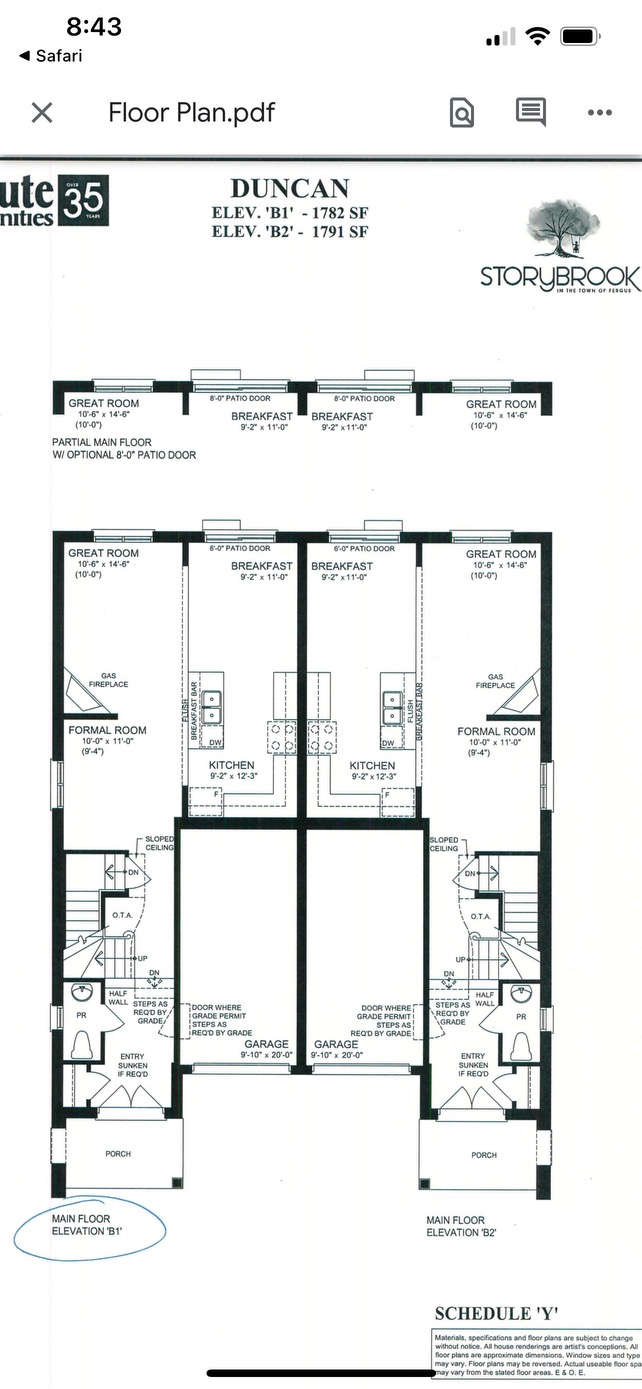 8:43
Safari
Floor Plan.pdf
ute
nities
OVER
35
YEARS
DUNCAN
ELEV. 'B1' - 1782 SF
ELEV. 'B2' - 1791 SF
STORYBROOK
IN THE TOWN OF FERGUS
GREAT ROOM
10'-6" x 14'-6"
(10'-0")
8'-0" PATIO DOOR
BREAKFAST
9'-2" x 11'-0"
8'-0" PATIO DOOR
BREAKFAST
9'-2" x 11'-0"
GREAT ROOM
10'-6" x 14'-6"
(10'-0")
PARTIAL MAIN FLOOR
W/ OPTIONAL 8'-0" PATIO DOOR
GREAT ROOM
10'-6" x 14'-6"
(10'-0")
6'-0" PATIO DOOR
BREAKFAST
9'-2" x 11'-0"
6'-0" PATIO DOOR
BREAKFAST
9'-2" x 11'-0"
GREAT ROOM
10'-6" x 14'-6"
(10'-0")
GAS
FIREPLACE
FLUSH
BREAKFAST BAR
DW
FLUSH
BREAKFAST BAR
DW
GAS
FIREPLACE
FORMAL ROOM
10'-0" x 11'-0"
(9'-4")
KITCHEN
9'-2" x 12'-3"
F
KITCHEN
9'-2" x 12'-3"
F
FORMAL ROOM
10'-0" x 11'-0"
(9'-4")
SLOPED
CEILING
DN
O.T.A.
UP
DN
SLOPED
CEILING
DN
O.T.A.
UP
DN
PR
HALF
WALL
STEPS AS
REQ'D BY
GRADE
DOOR WHERE
GRADE PERMIT
STEPS AS
REQ'D BY GRADE
GARAGE
9'-10" x 20'-0"
DOOR WHERE
GRADE PERMIT
STEPS AS
REQ'D BY GRADE
GARAGE
9'-10" x 20'-0"
STEPS AS
REQ'D BY
GRADE
HALF
WALL
PR
ENTRY
SUNKEN
IF REQ'D
ENTRY
SUNKEN
IF REQ'D
PORCH
PORCH
MAIN FLOOR
ELEVATION 'B1'
MAIN FLOOR
ELEVATION 'B2'
SCHEDULE 'Y'
Materials, specifications and floor plans are subject to change
without notice. All house renderings are artist's conceptions. All
floor plans are approximate dimensions. Window sizes and type
may vary. Floor plans may be reversed. Actual useable floor spa
may vary from the stated floor areas. E & O. E.